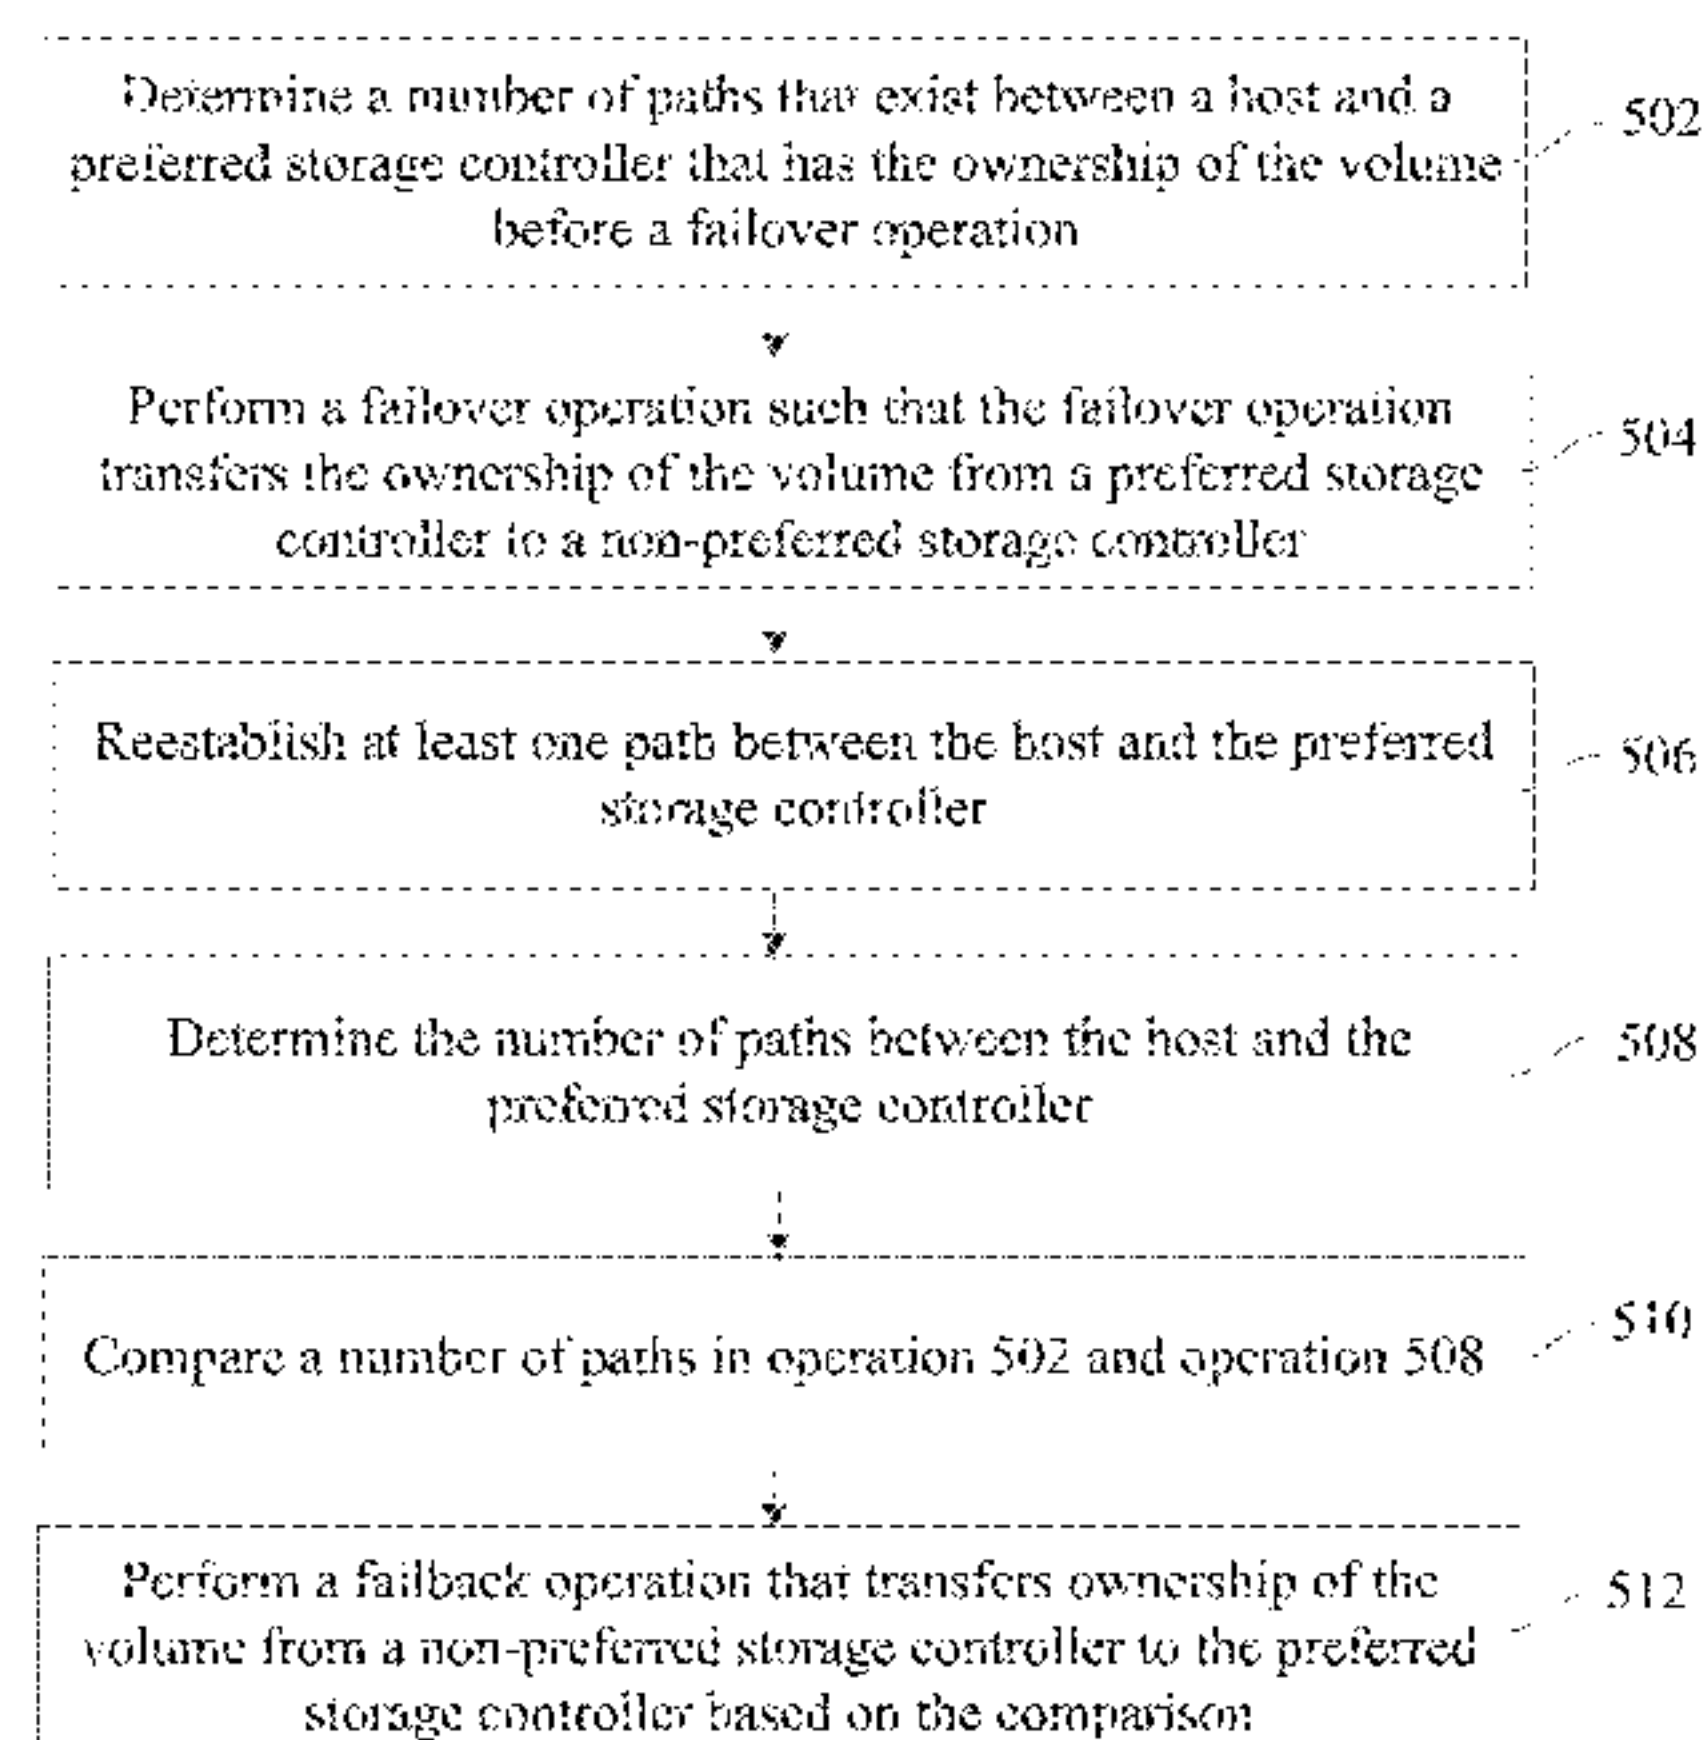 Determine a number of paths that exist between a host and a
preferred storage controller that has the ownership of the volume
before a failover operation
502
Perform a failover operation such that the failover operation
transfers the ownership of the volume from a preferred storage
controller to a non-preferred storage controller
504
Reestablish at least one path between the host and the preferred
storage controller
506
Determine the number of paths between the host and the
preferred storage controller
508
Compare a number of paths in operation 502 and operation 508
510
Perform a failback operation that transfers ownership of the
volume from a non-preferred storage controller to the preferred
storage controller based on the comparison
512